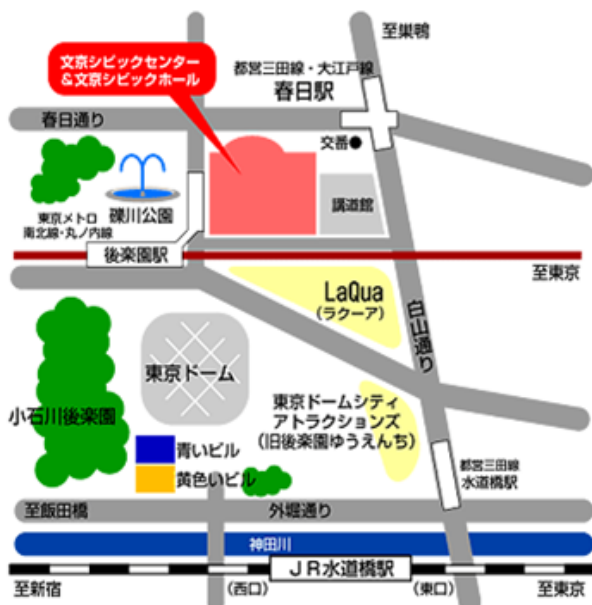 至巣鴨
文京シビックセンター
&文京シビックホール
都営三田線・大江戸線
春日駅
春日通り
交番
東京メトロ
南北線・丸ノ内線
礫川公園
講道館
後楽園駅
至東京
LaQua
(ラクーア)
白山通り
東京ドーム
小石川後楽園
東京ドームシティ
アトラクションズ
(旧後楽園ゆうえんち)
青いビル
黄色いビル
都営三田線
水道橋駅
至飯田橋
外堀通り
神田川
JR水道橋駅
至新宿
(西口)
(東口)
至東京